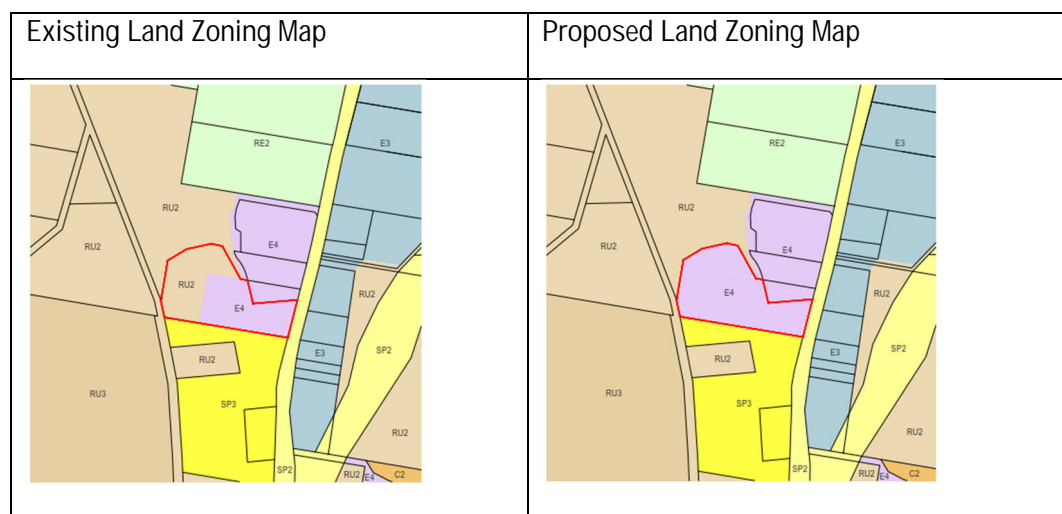 Existing Land Zoning Map
Proposed Land Zoning Map
RE2
E3
RU2
RU2
E4
RU2
RU2
E4
SP2
RU2
E3
RU3
SP3
RU2
SP2
RU2
E4
C2
RE2
E3
RU2
RU2
E4
RU2
E4
SP2
RU2
E3
RU3
SP3
RU2
SP2
RU2
E4
C2